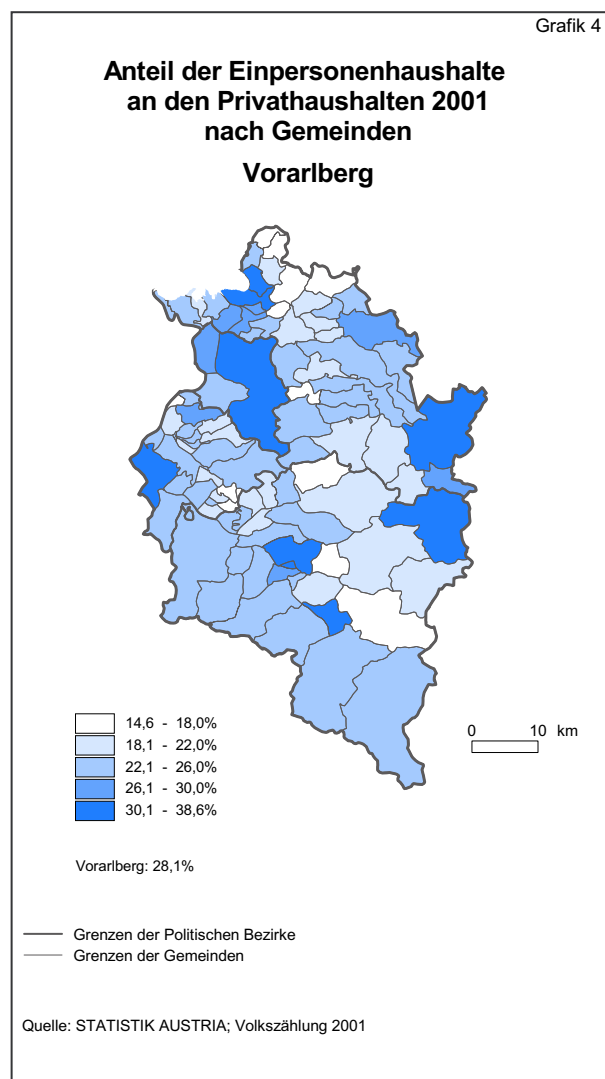 Grafik 4
Anteil der Einpersonenhaushalte
an den Privathaushalten 2001
nach Gemeinden
Vorarlberg
14,6 - 18,0%
18,1 - 22,0%
22,1 - 26,0%
26,1 - 30,0%
30,1 - 38,6%
0 10 km
Vorarlberg: 28,1%
Grenzen der Politischen Bezirke
Grenzen der Gemeinden
Quelle: STATISTIK AUSTRIA; Volkszählung 2001